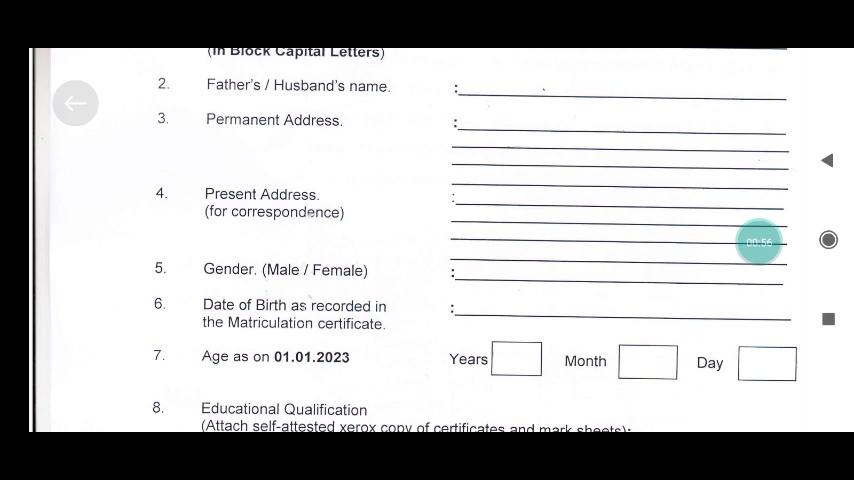 (In Block Capital Letters)
2. Father's / Husband's name. :
3. Permanent Address. :
4. Present Address. :
(for correspondence)
00:56
5. Gender. (Male / Female) :
6. Date of Birth as recorded in :
the Matriculation certificate.
7. Age as on 01.01.2023 Years Month Day
8. Educational Qualification
(Attach self-attested xerox copy of certificates and mark sheets):